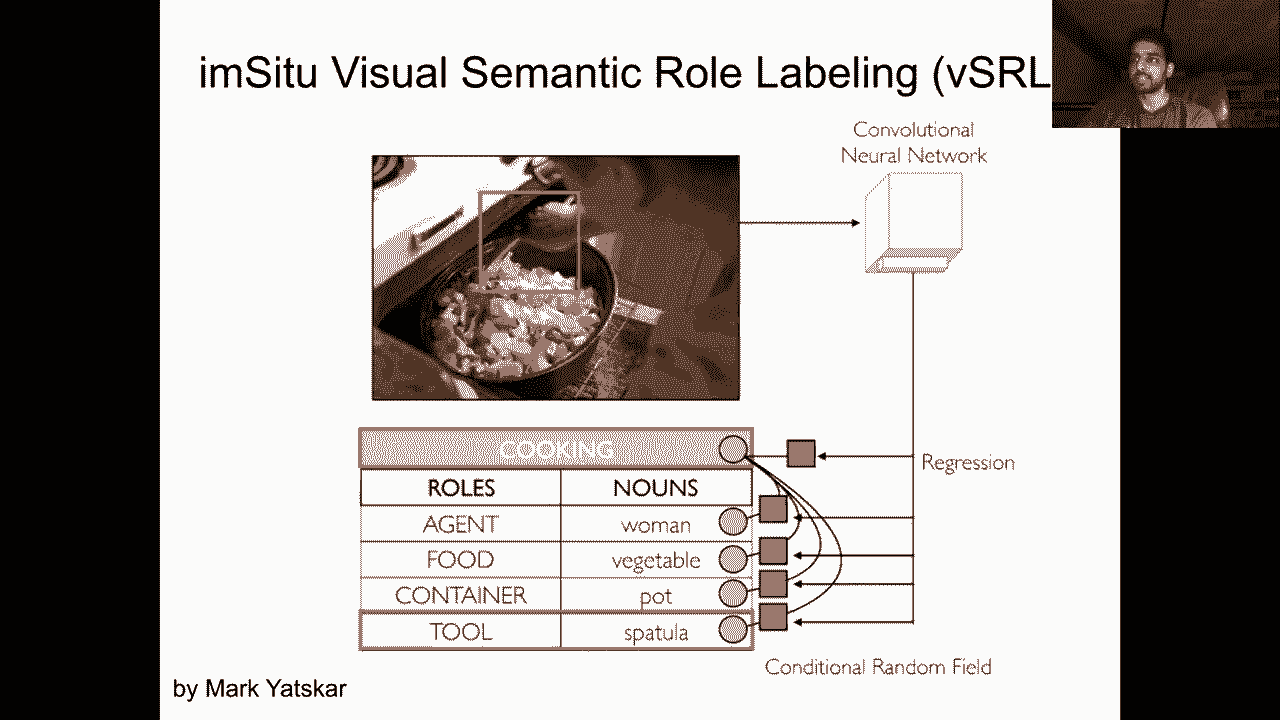 imSitu Visual Semantic Role Labeling (vSRL
Convolutional
Neural Network
COOKING
Regression
ROLES NOUNS
AGENT woman
FOOD vegetable
CONTAINER pot
TOOL spatula
Conditional Random Field
by Mark Yatskar